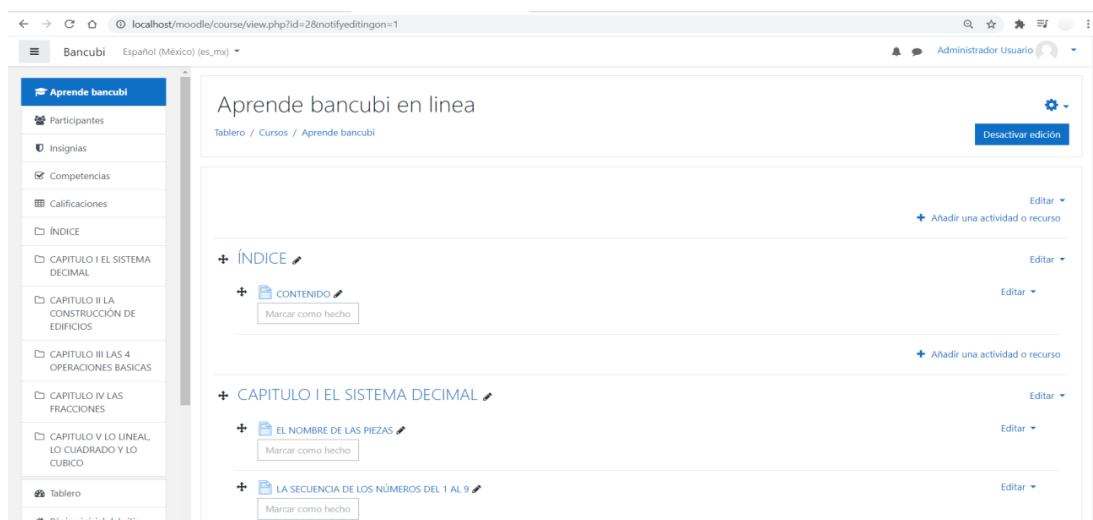 localhost/moodle/course/view.php?id=2&notifyeditingon=1
Bancubi Español (México) (es_mx)
Administrador Usuario
Aprende bancubi
Participantes
Insignias
Competencias
Calificaciones
ÍNDICE
CAPITULO I EL SISTEMA
DECIMAL
CAPITULO II LA
CONSTRUCCIÓN DE
EDIFICIOS
CAPITULO III LAS 4
OPERACIONES BASICAS
CAPITULO IV LAS
FRACCIONES
CAPITULO V LO LINEAL,
LO CUADRADO Y LO
CUBICO
Tablero
Aprende bancubi en linea
Tablero / Cursos / Aprende bancubi
Desactivar edición
Editar
Añadir una actividad o recurso
ÍNDICE
Editar
CONTENIDO
Editar
Marcar como hecho
Añadir una actividad o recurso
CAPITULO I EL SISTEMA DECIMAL
Editar
EL NOMBRE DE LAS PIEZAS
Editar
Marcar como hecho
LA SECUENCIA DE LOS NÚMEROS DEL 1 AL 9
Editar
Marcar como hecho